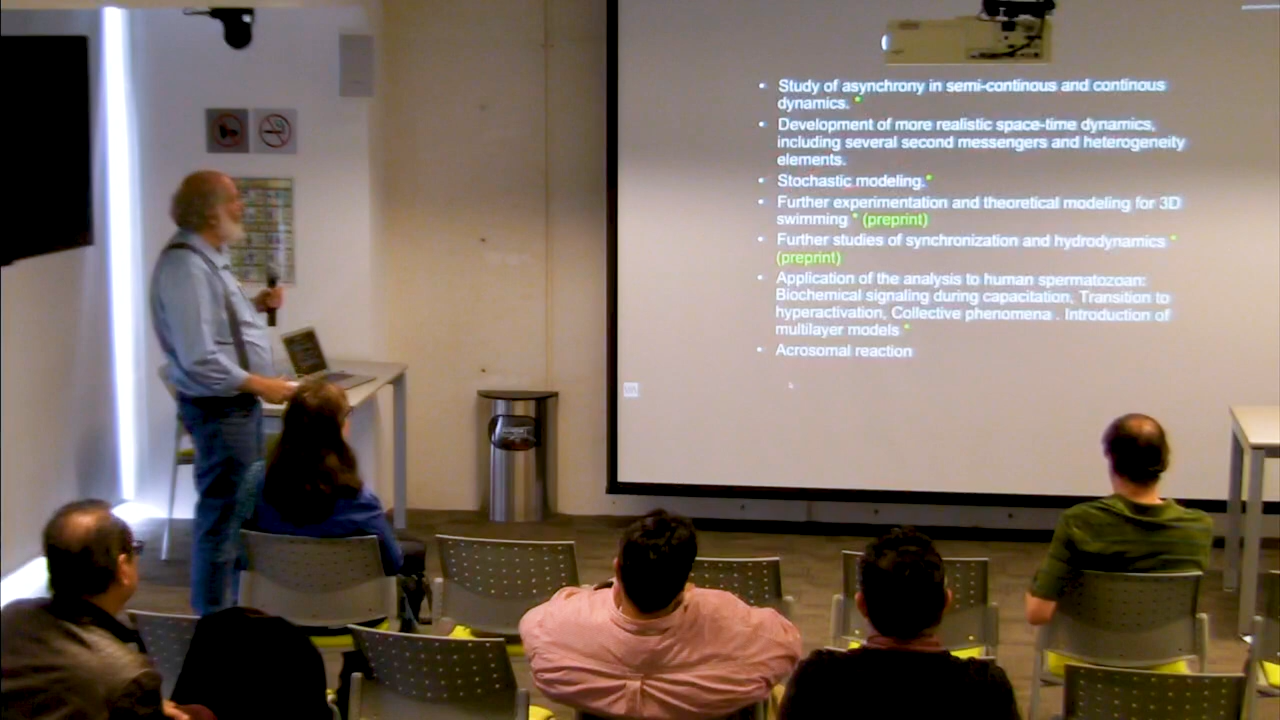 • Study of asynchrony in semi-continous and continous
dynamics. *
• Development of more realistic space-time dynamics,
including several second messengers and heterogeneity
elements.
• Stochastic modeling.*
• Further experimentation and theoretical modeling for 3D
swimming * (preprint)
• Further studies of synchronization and hydrodynamics *
(preprint)
• Application of the analysis to human spermatozoan:
Biochemical signaling during capacitation, Transition to
hyperactivation, Collective phenomena . Introduction of
multilayer models *
• Acrosomal reaction